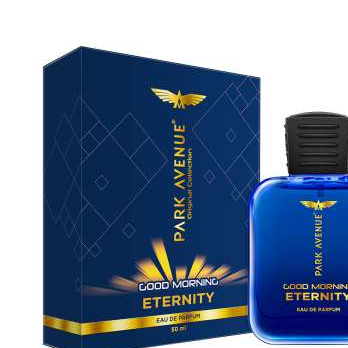 PARK AVENUE®
Original Collection
GOOD MORNING
ETERNITY
EAU DE PARFUM
50 ml
PARK AVENUE
GOOD MORNIN
ETERNITY
EAU DE PARFUM